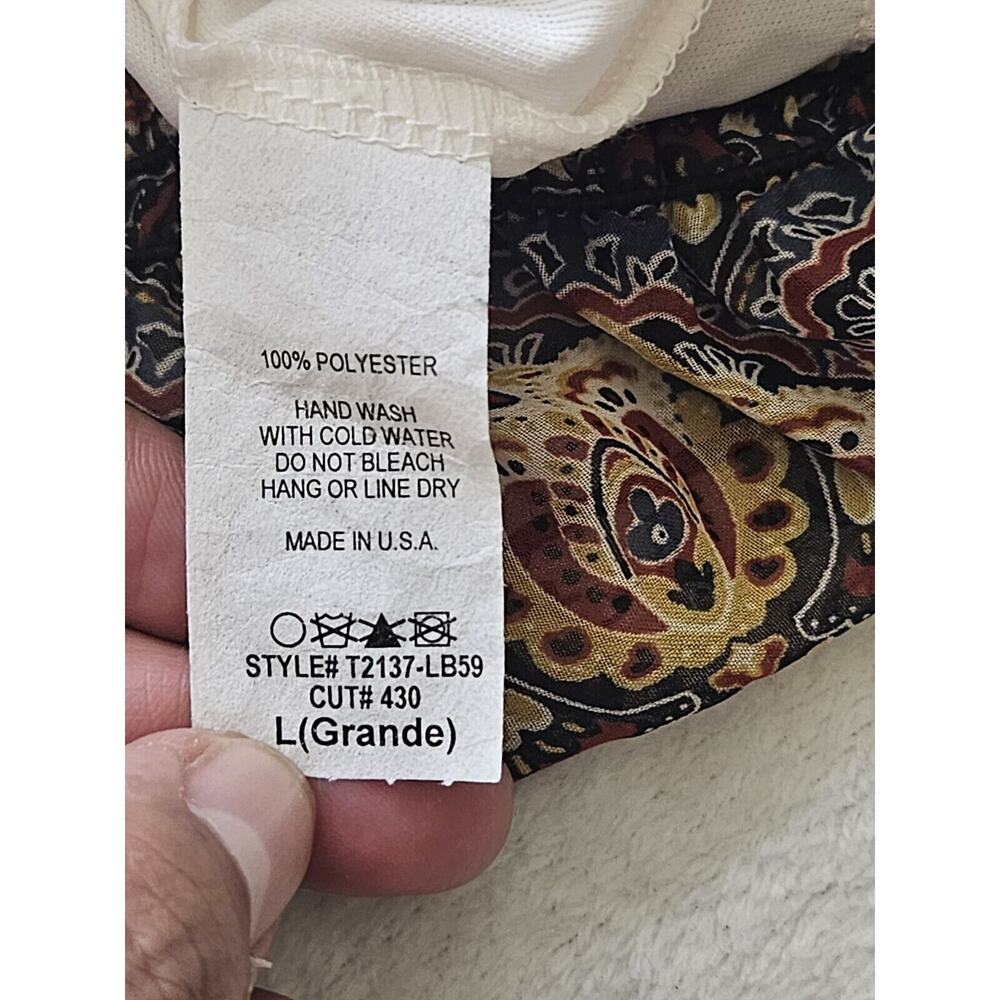 100% POLYESTER
HAND WASH
WITH COLD WATER
DO NOT BLEACH
HANG OR LINE DRY
MADE IN U.S.A.
STYLE# T2137-LB59
CUT# 430
L(Grande)